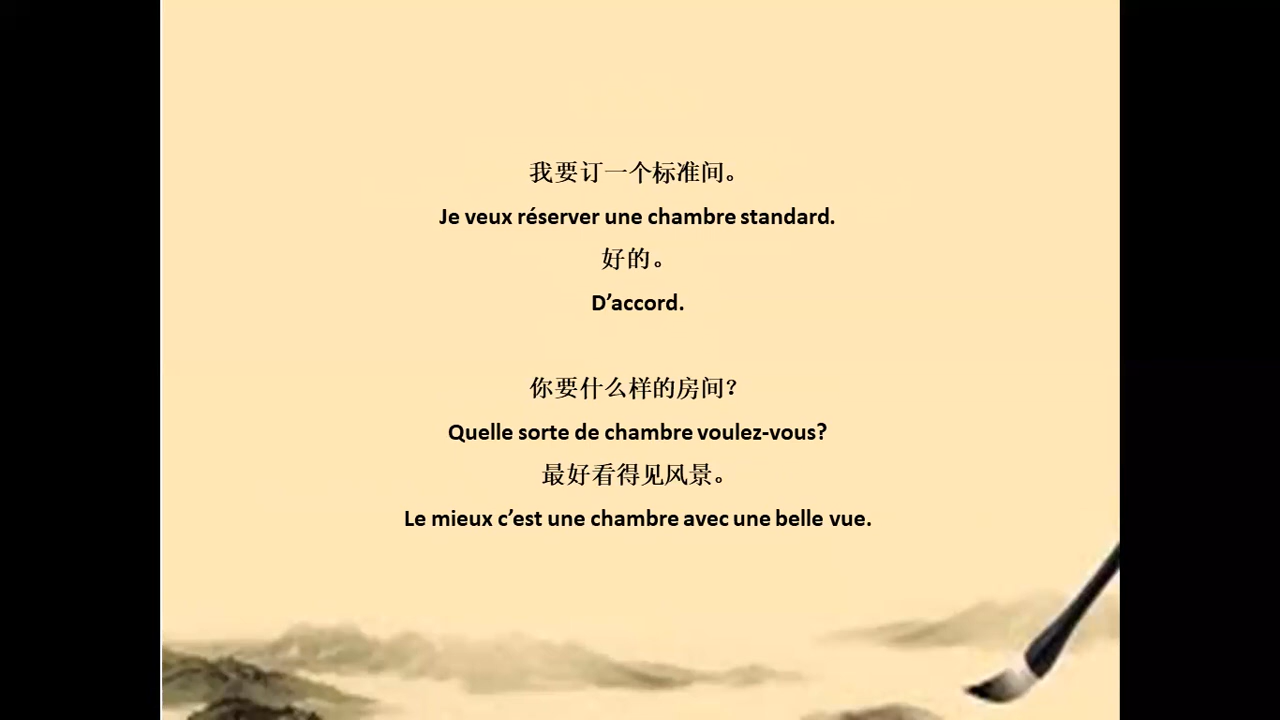 我要订一个标准间。
Je veux réserver une chambre standard.
好的。
D’accord.
你要什么样的房间？
Quelle sorte de chambre voulez-vous?
最好看得见风景。
Le mieux c’est une chambre avec une belle vue.